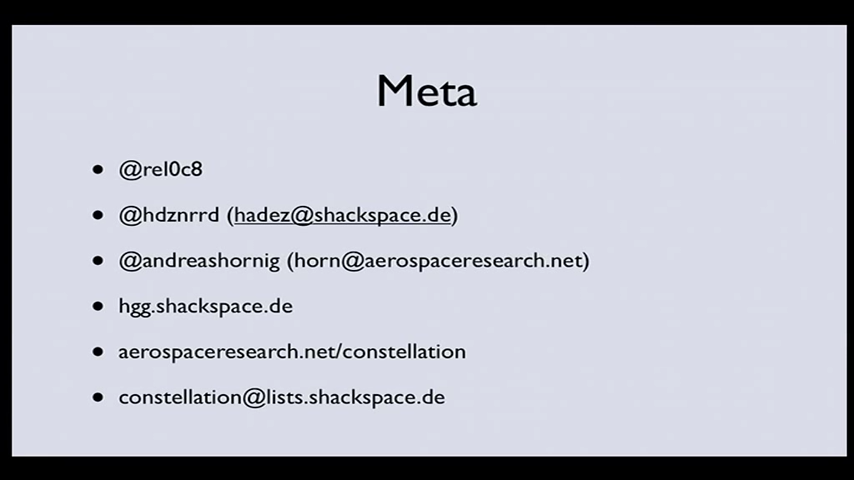 Meta
• @rel0c8
• @hdznrrd (hadez@shackspace.de)
• @andreashornig (horn@aerospaceresearch.net)
• hgg.shackspace.de
• aerospaceresearch.net/constellation
• constellation@lists.shackspace.de